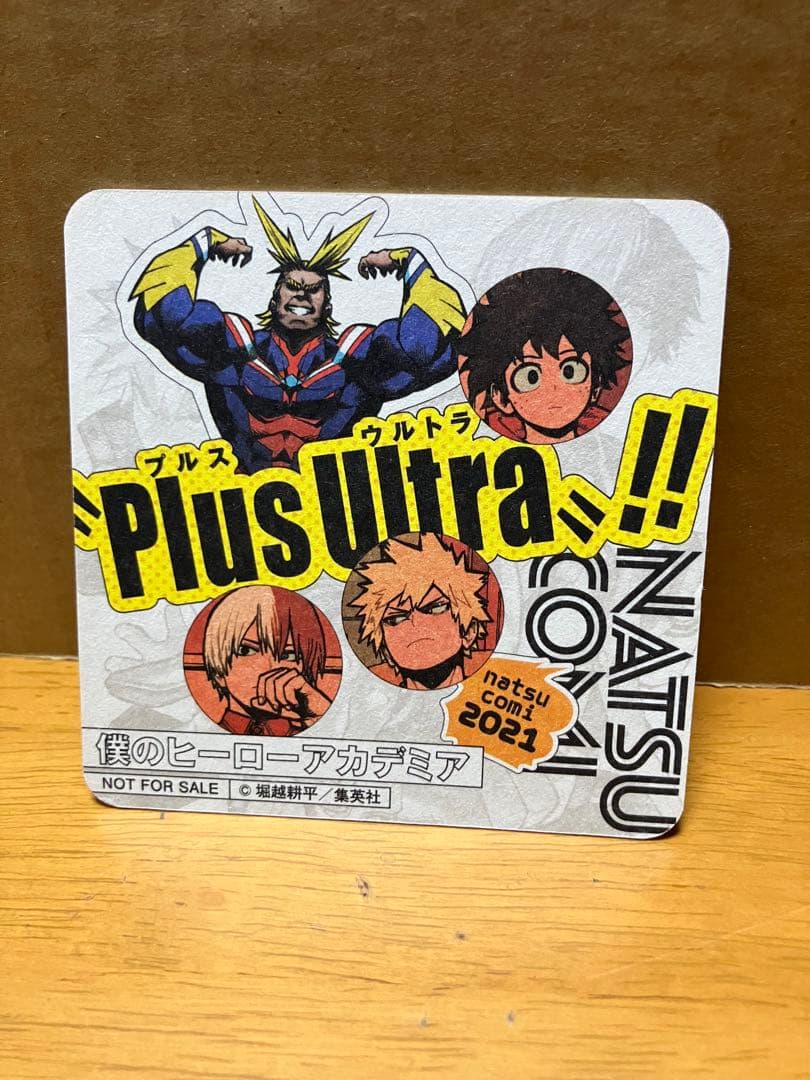 プルス ウルトラ
"Plus Ultra"!!
NATSU
COMI
natsu
comi
2021
僕のヒーローアカデミア
NOT FOR SALE © 堀越耕平/集英社